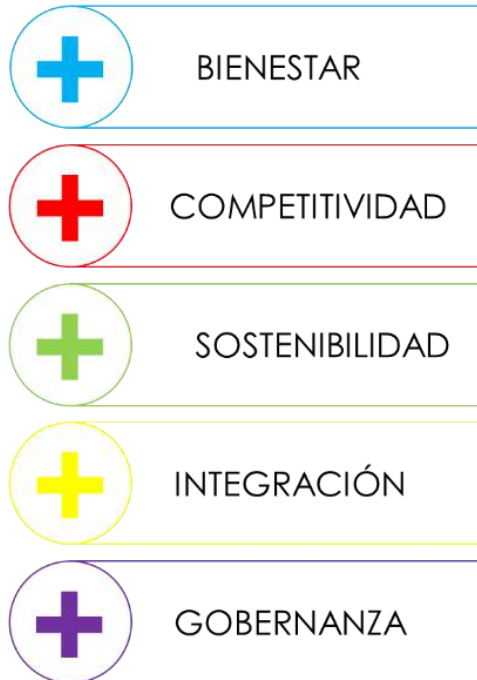 BIENESTAR
COMPETITIVIDAD
SOSTENIBILIDAD
INTEGRACIÓN
GOBERNANZA